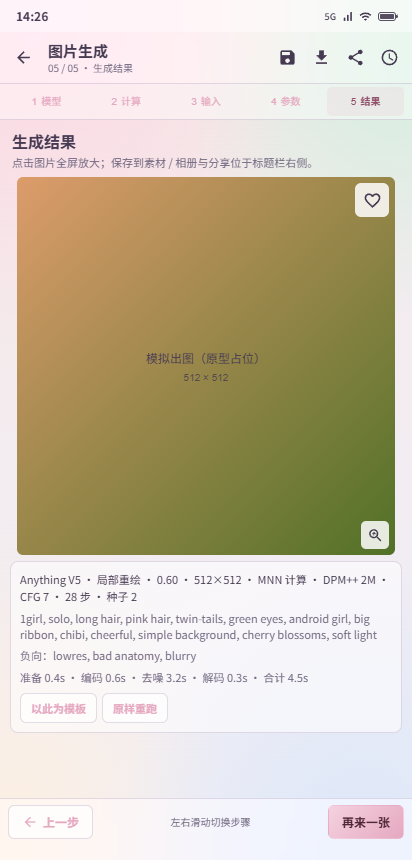 14:26
5G
图片生成
05 / 05 · 生成结果
1 模型
2 计算
3 输入
4 参数
5 结果
生成结果
点击图片全屏放大；保存到素材 / 相册与分享位于标题栏右侧。
模拟出图（原型占位）
512 × 512
Anything V5 · 局部重绘 · 0.60 · 512×512 · MNN 计算 · DPM++ 2M ·
CFG 7 · 28 步 · 种子 2
1girl, solo, long hair, pink hair, twin-tails, green eyes, android girl, big
ribbon, chibi, cheerful, simple background, cherry blossoms, soft light
负向：lowres, bad anatomy, blurry
准备 0.4s · 编码 0.6s · 去噪 3.2s · 解码 0.3s · 合计 4.5s
以此为模板
原样重跑
上一步
左右滑动切换步骤
再来一张